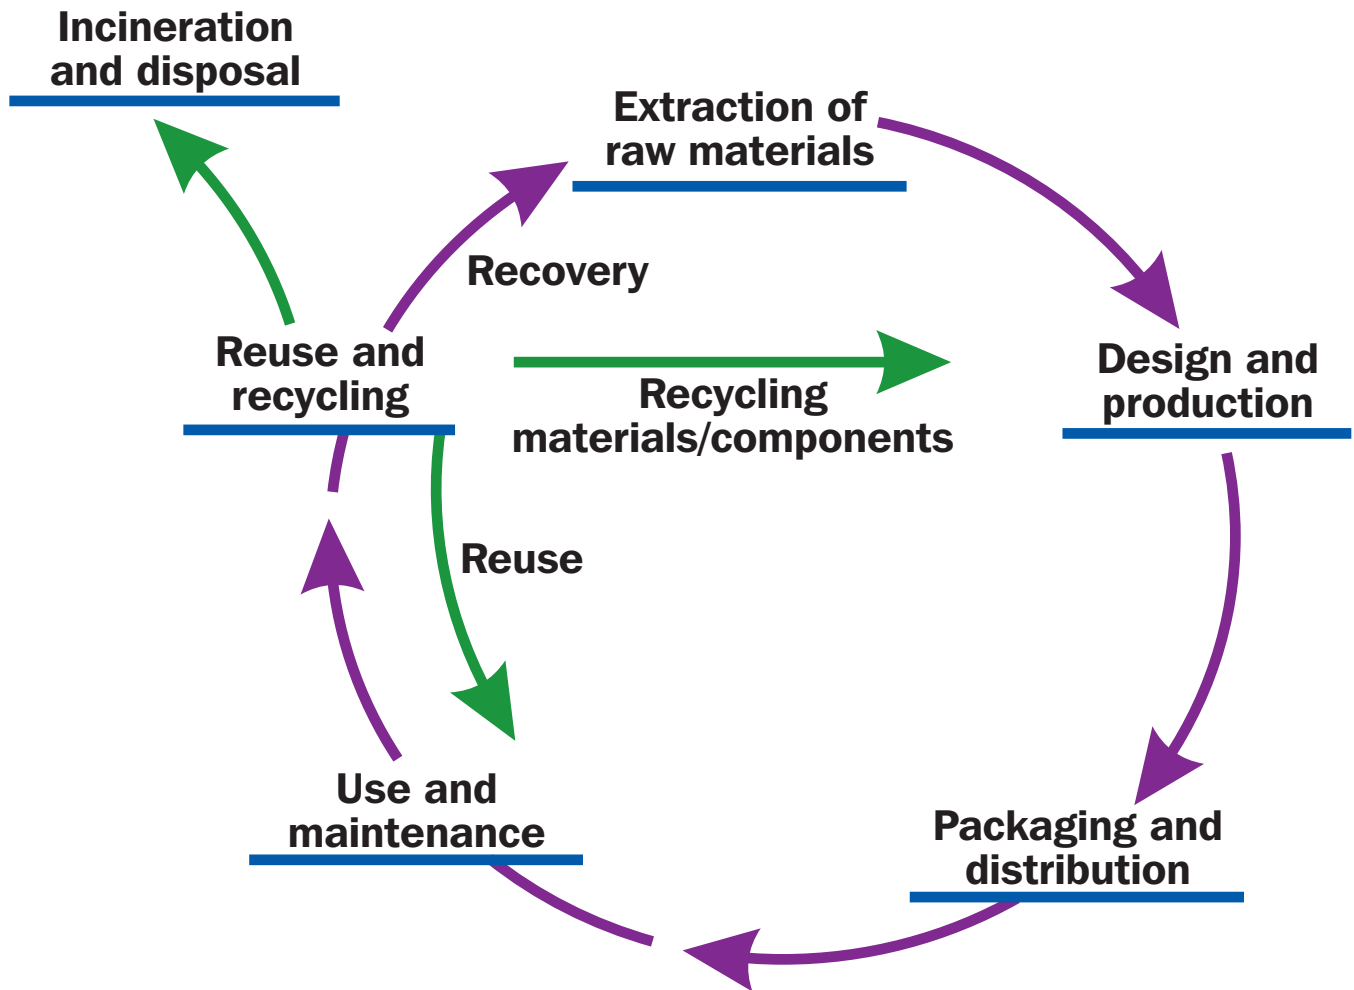 Incineration
and disposal
Extraction of
raw materials
Recovery
Reuse and
recycling
Recycling
materials/components
Design and
production
Reuse
Use and
maintenance
Packaging and
distribution